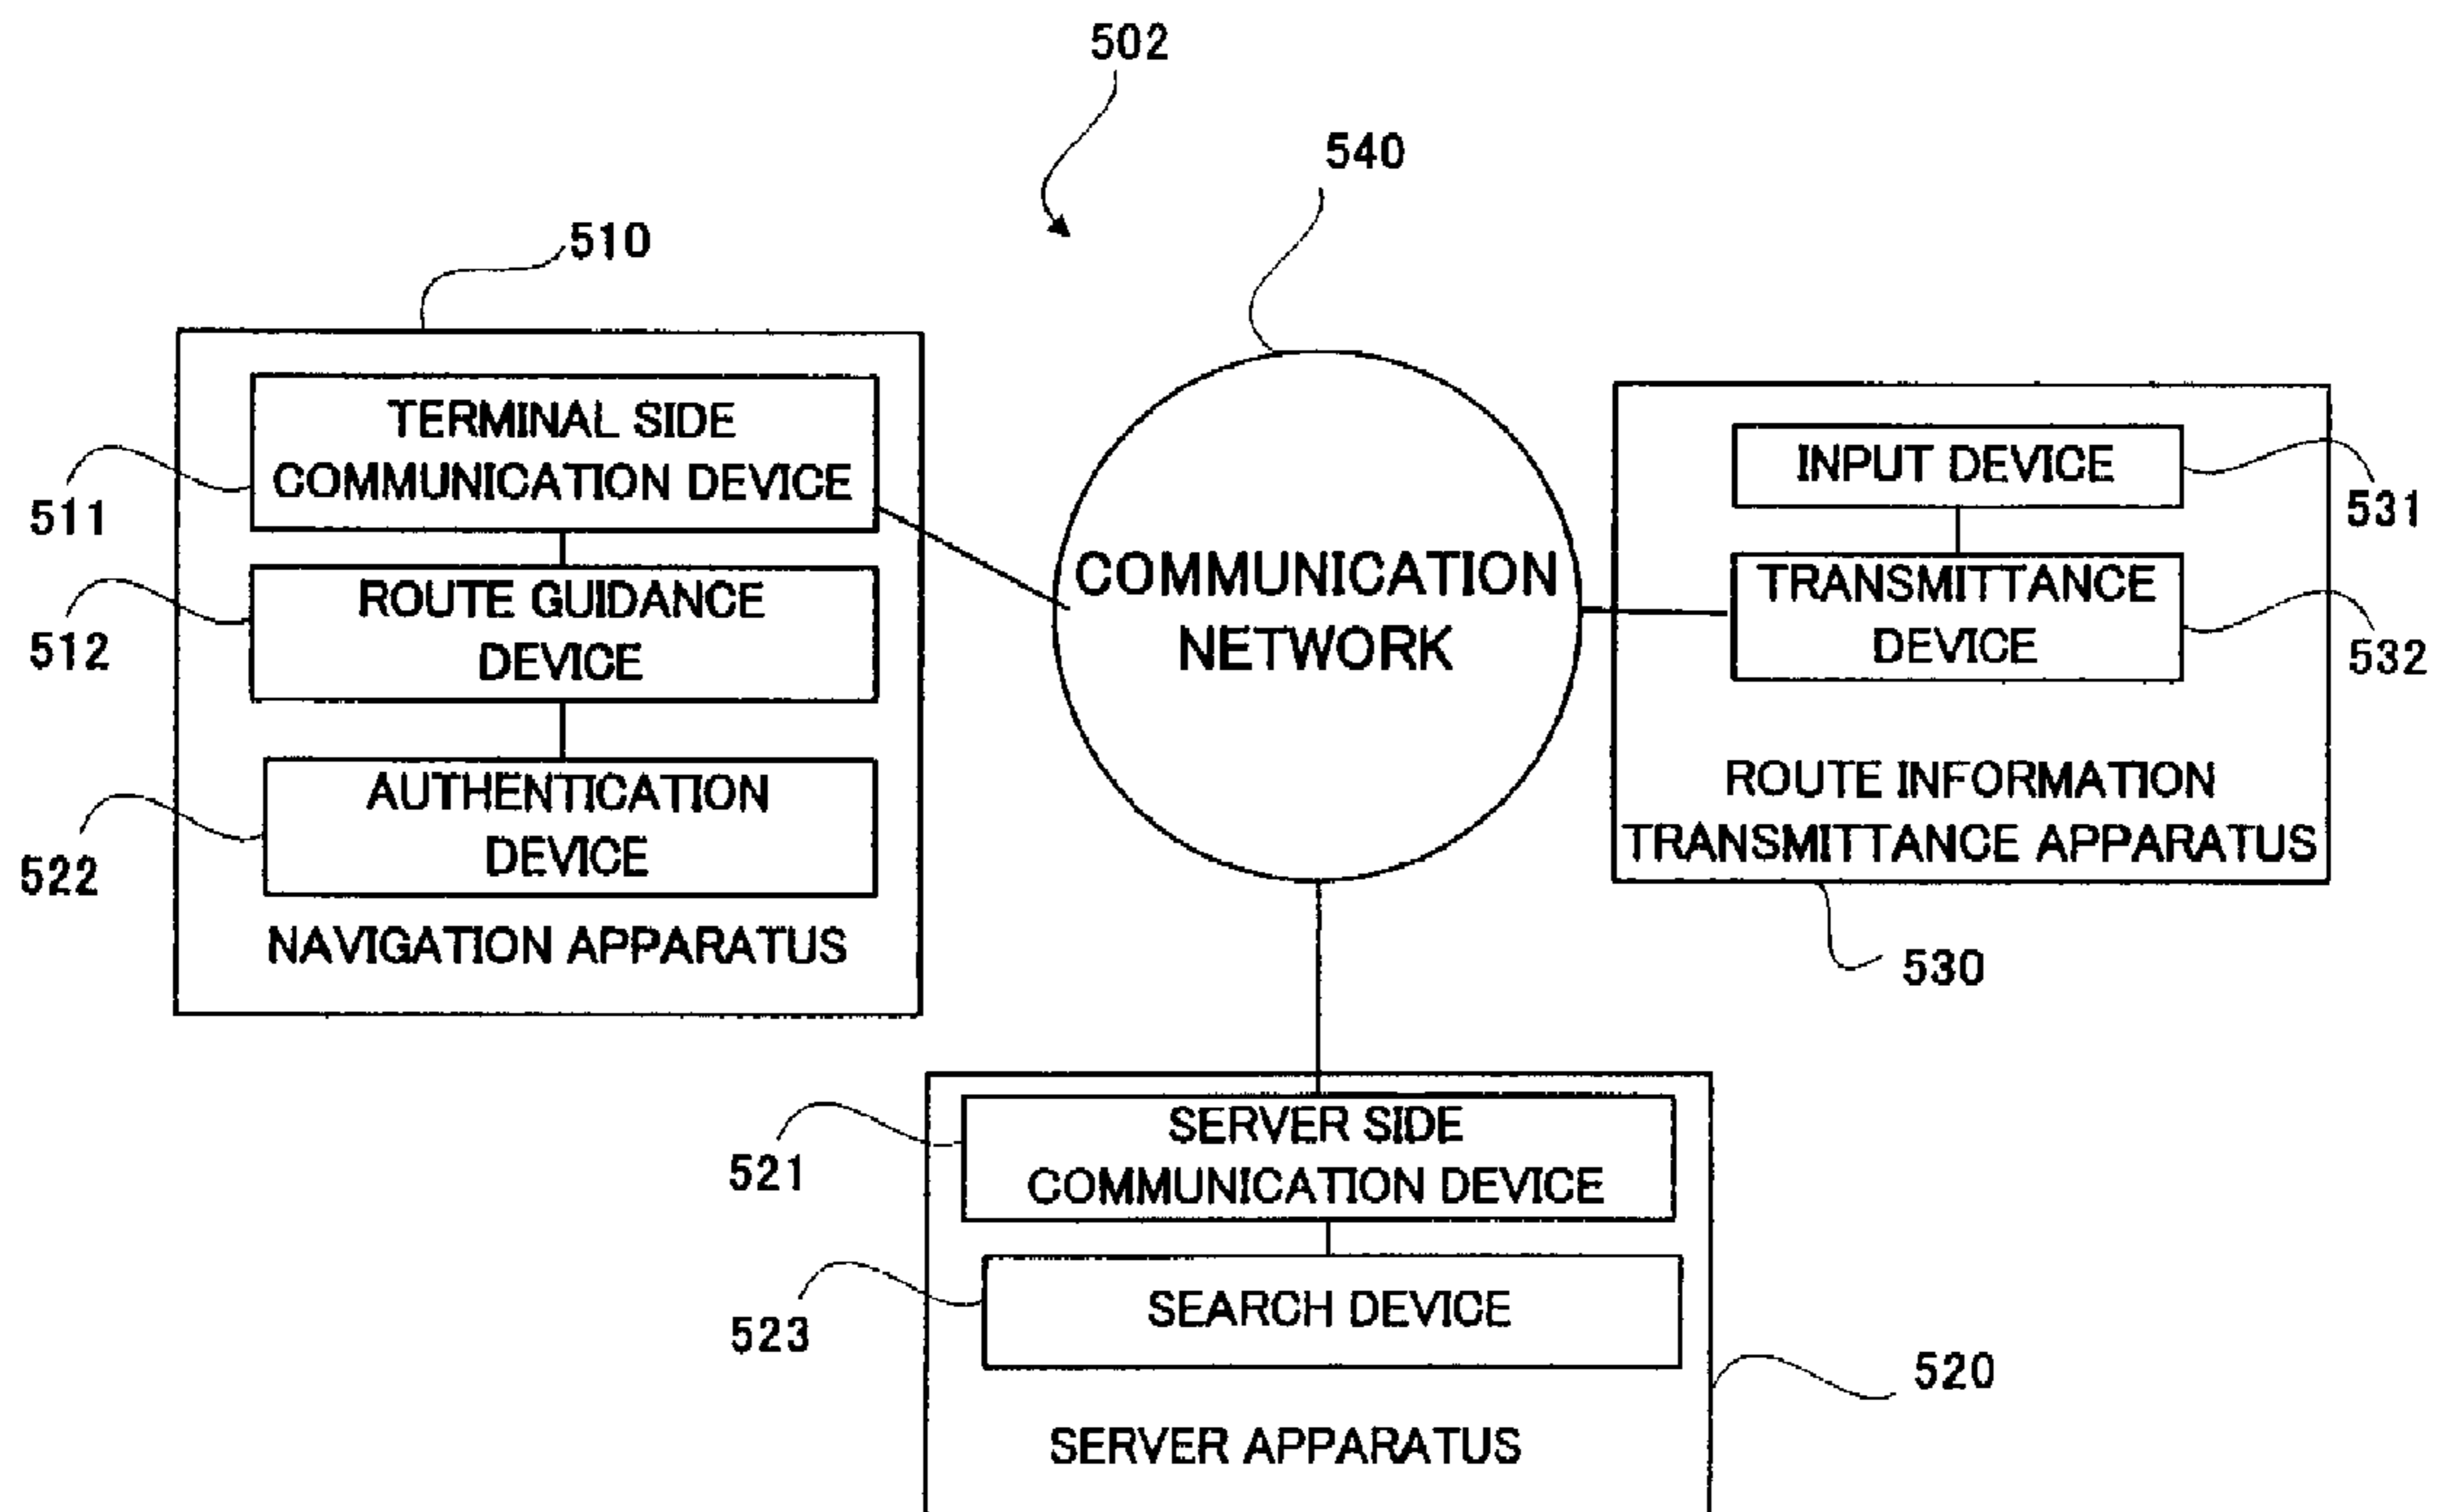 502
540
510
TERMINAL SIDE
COMMUNICATION DEVICE
511
ROUTE GUIDANCE
DEVICE
512
AUTHENTICATION
DEVICE
522
NAVIGATION APPARATUS
COMMUNICATION
NETWORK
INPUT DEVICE
531
TRANSMITTANCE
DEVICE
532
ROUTE INFORMATION
TRANSMITTANCE APPARATUS
530
SERVER SIDE
COMMUNICATION DEVICE
521
SEARCH DEVICE
523
520
SERVER APPARATUS